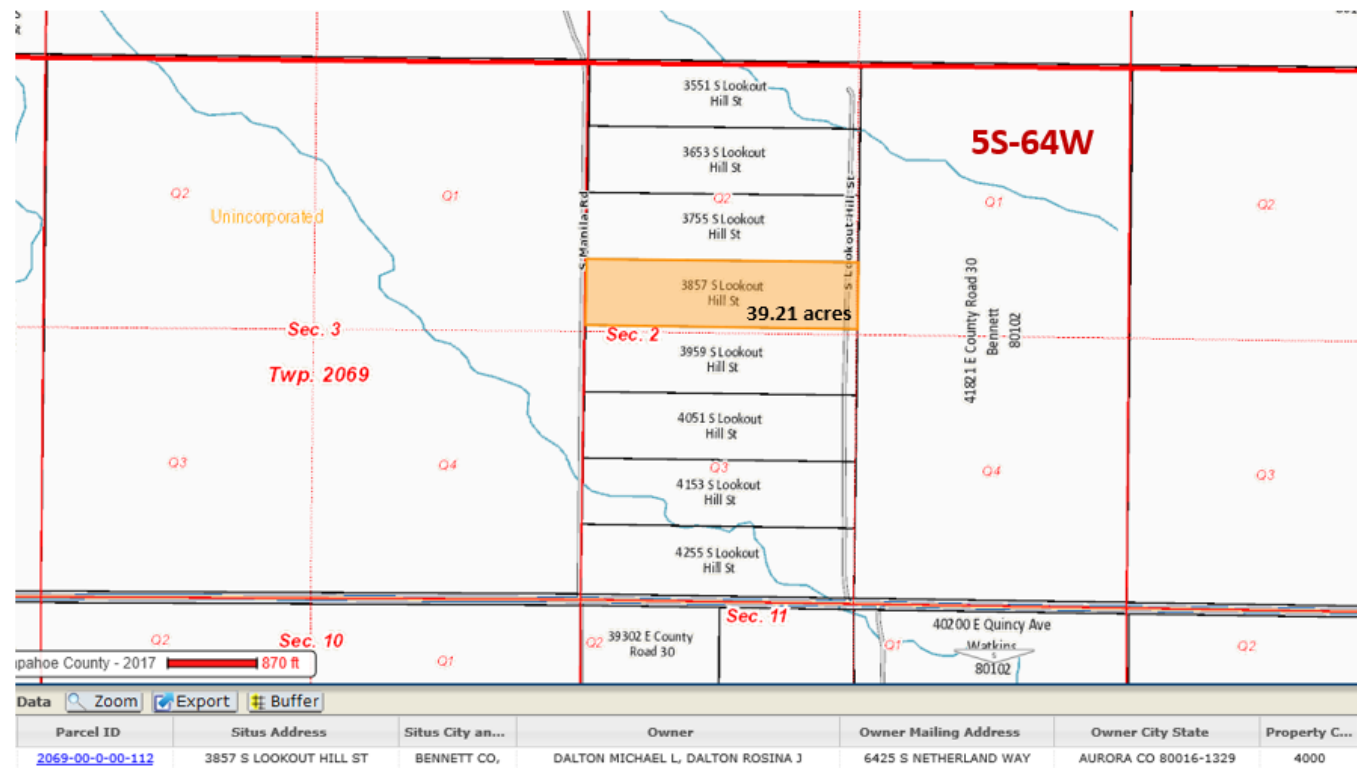 3551 S Lookout
Hill St
3653 S Lookout
Hill St
5S-64W
Q2
Q1
Q2
Q1
Q2
Unincorporated
3755 S Lookout
Hill St
S Manila Rd
S Lookout Hill St
3857 S Lookout
Hill St
39.21 acres
41821 E County Road 30
Bennett
80102
Sec. 3
Sec. 2
3959 S Lookout
Hill St
Twp. 2069
4051 S Lookout
Hill St
Q3
Q4
Q3
Q4
Q3
4153 S Lookout
Hill St
4255 S Lookout
Hill St
Sec. 11
Q2
Sec. 10
Q1
Q2
39302 E County
Road 30
Q1
40200 E Quincy Ave
Watkins
80102
Q2
apahoe County - 2017
870 ft
Data Zoom Export Buffer
Parcel ID Situs Address Situs City an... Owner Owner Mailing Address Owner City State Property C...
2069-00-0-00-112 3857 S LOOKOUT HILL ST BENNETT CO, DALTON MICHAEL L, DALTON ROSINA J 6425 S NETHERLAND WAY AURORA CO 80016-1329 4000